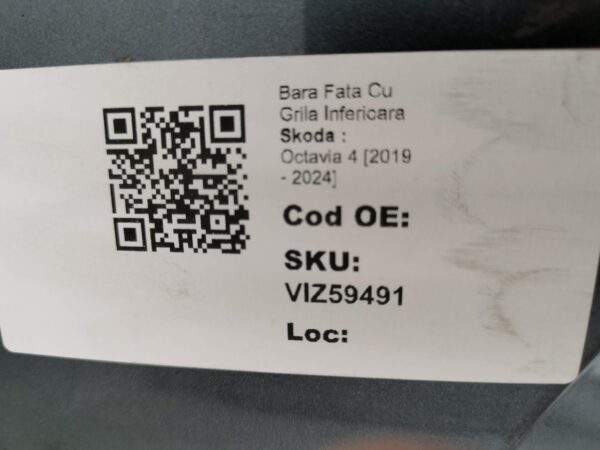 Bara Fata Cu
Grila Infericara
Skoda :
Octavia 4 [2019
- 2024]
Cod OE:
SKU:
VIZ59491
Loc: